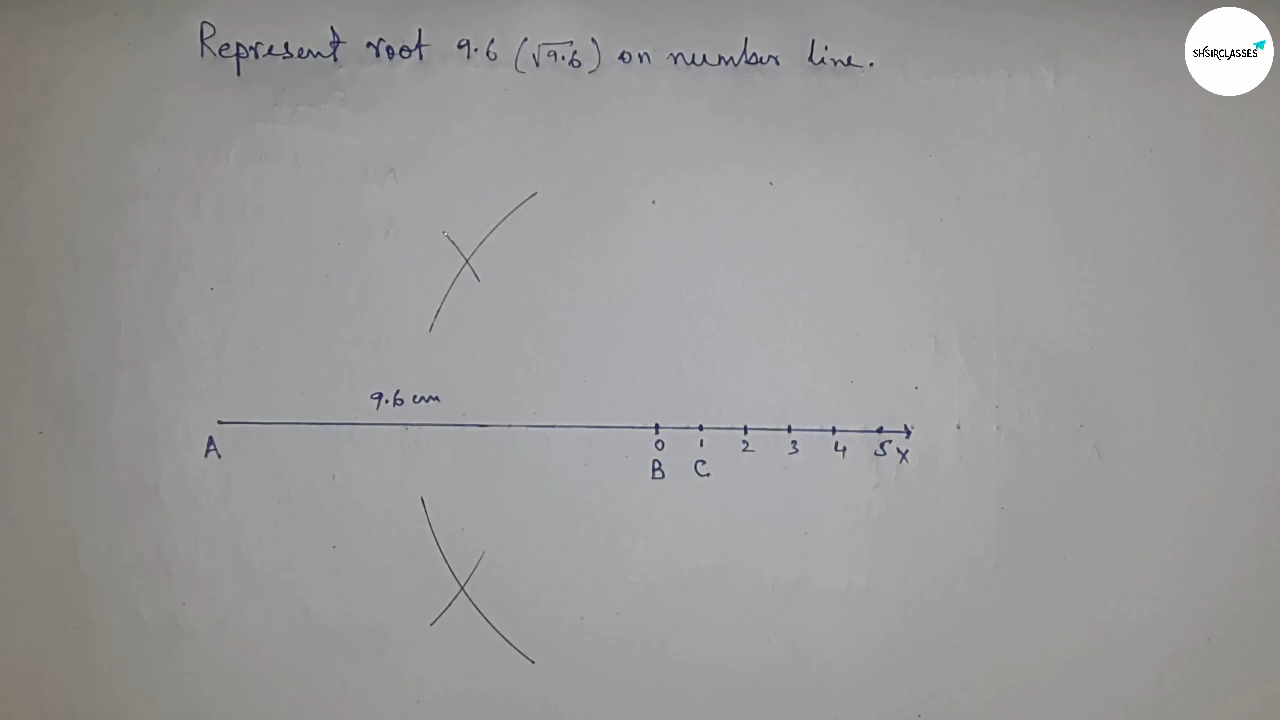 Represent root 9.6 (√9.6) on number line.
SHSIRCLASSES
9.6 cm
A
0 1 2 3 4 5 X
B C